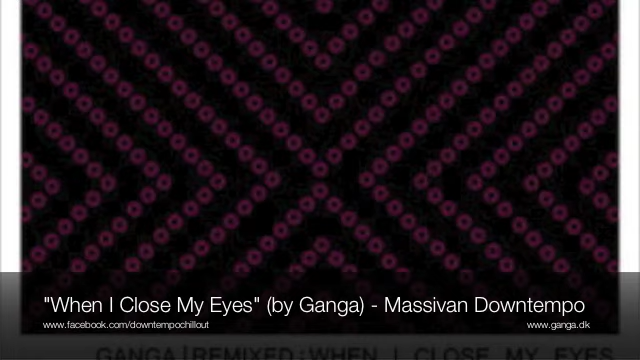 "When I Close My Eyes" (by Ganga) - Massivan Downtempo
www.facebook.com/downtempochillout
www.ganga.dk
GANGA | REMIXED : WHEN I CLOSE MY EYES